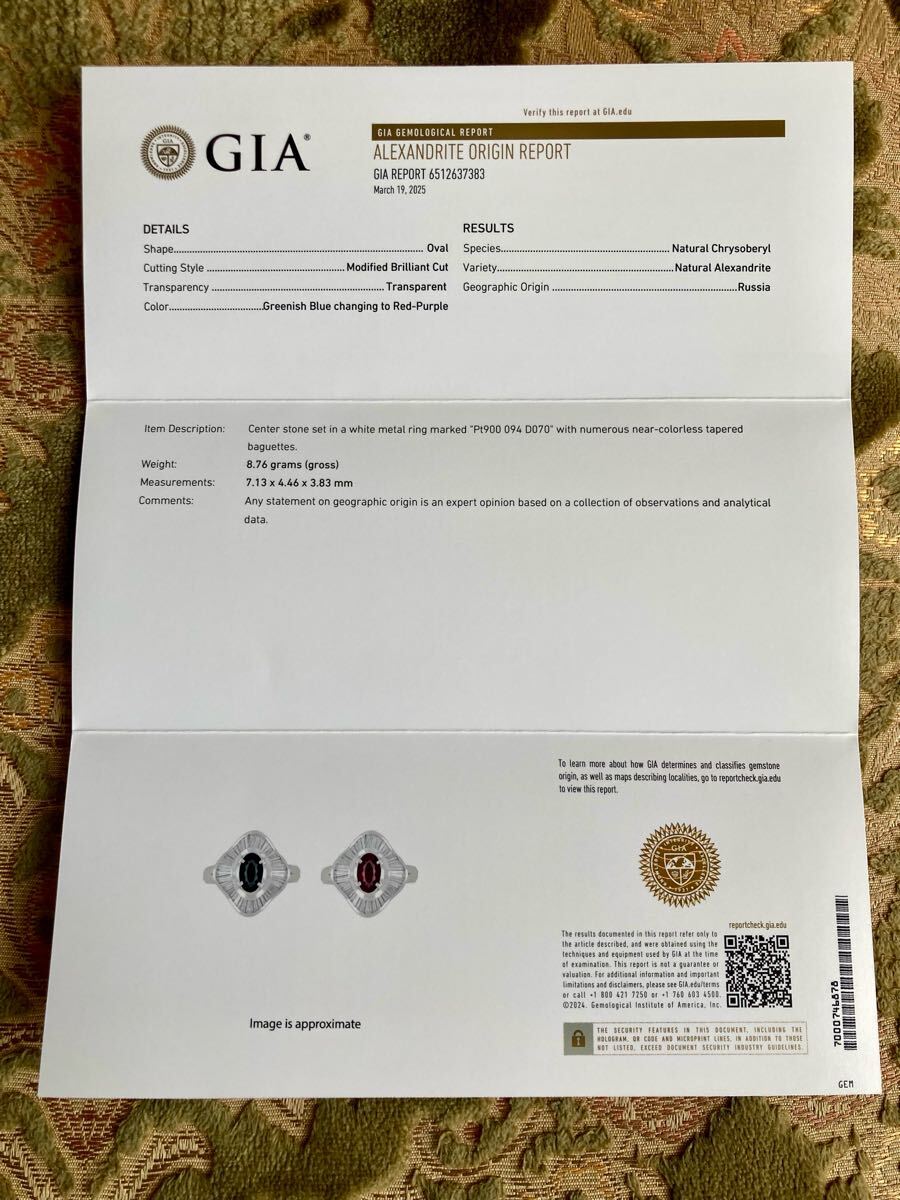 Verify this report at GIA.edu
GIA®
GIA GEMOLOGICAL REPORT
ALEXANDRITE ORIGIN REPORT
GIA REPORT 6512637383
March 19, 2025
DETAILS
Shape................ Oval
Cutting Style ................ Modified Brilliant Cut
Transparency ................ Transparent
Color................Greenish Blue changing to Red-Purple
RESULTS
Species................ Natural Chrysoberyl
Variety................ Natural Alexandrite
Geographic Origin ................Russia
Item Description: Center stone set in a white metal ring marked "Pt900 094 D070" with numerous near-colorless tapered
baguettes.
Weight: 8.76 grams (gross)
Measurements: 7.13 x 4.46 x 3.83 mm
Comments: Any statement on geographic origin is an expert opinion based on a collection of observations and analytical
data.
To learn more about how GIA determines and classifies gemstone
origin, as well as maps describing localities, go to reportcheck.gia.edu
to view this report.
GIA
reportcheck.gia.edu
The results documented in this report refer only to
the article described, and were obtained using the
techniques and equipment used by GIA at the time
of examination. This report is not a guarantee or
valuation. For additional information and important
limitations and disclaimers, please see GIA.edu/terms
or call +1 800 421 7250 or +1 760 603 4500.
©2024. Gemological Institute of America, Inc.
Image is approximate
THE SECURITY FEATURES IN THIS DOCUMENT, INCLUDING THE
HOLOGRAM, QR CODE AND MICROPRINT LINES, IN ADDITION TO THOSE
NOT LISTED, EXCEED DOCUMENT SECURITY INDUSTRY GUIDELINES.
7000746878
GEM